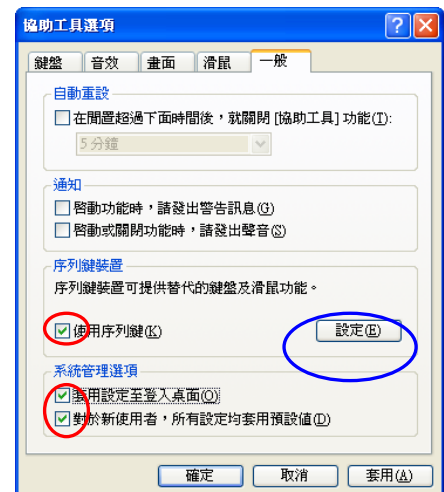 協助工具選項
鍵盤 音效 畫面 滑鼠 一般
自動重設
在閒置超過下面時間後，就關閉 [協助工具] 功能(T):
5 分鐘
通知
啓動功能時，請發出警告訊息(G)
啓動或關閉功能時，請發出聲音(S)
序列鍵裝置
序列鍵裝置可提供替代的鍵盤及滑鼠功能。
使用序列鍵(K) 設定(E)
系統管理選項
套用設定至登入桌面(O)
對於新使用者，所有設定均套用預設值(D)
確定 取消 套用(A)